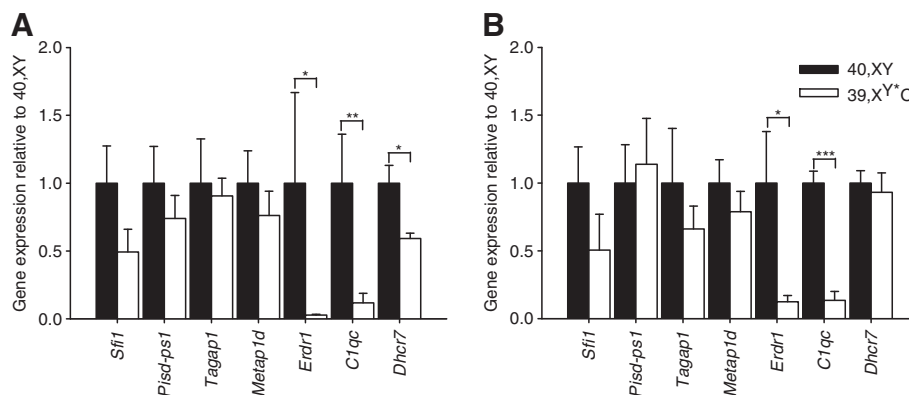 A
B
Gene expression relative to 40,XY
2.0
1.5
1.0
0.5
0.0
*
**
*
Sfi1
Pisd-ps1
Tagap1
Metap1d
Erdr1
C1qc
Dhcr7
Gene expression relative to 40,XY
2.0
1.5
1.0
0.5
0.0
*
***
40,XY
39,XY*O
Sfi1
Pisd-ps1
Tagap1
Metap1d
Erdr1
C1qc
Dhcr7